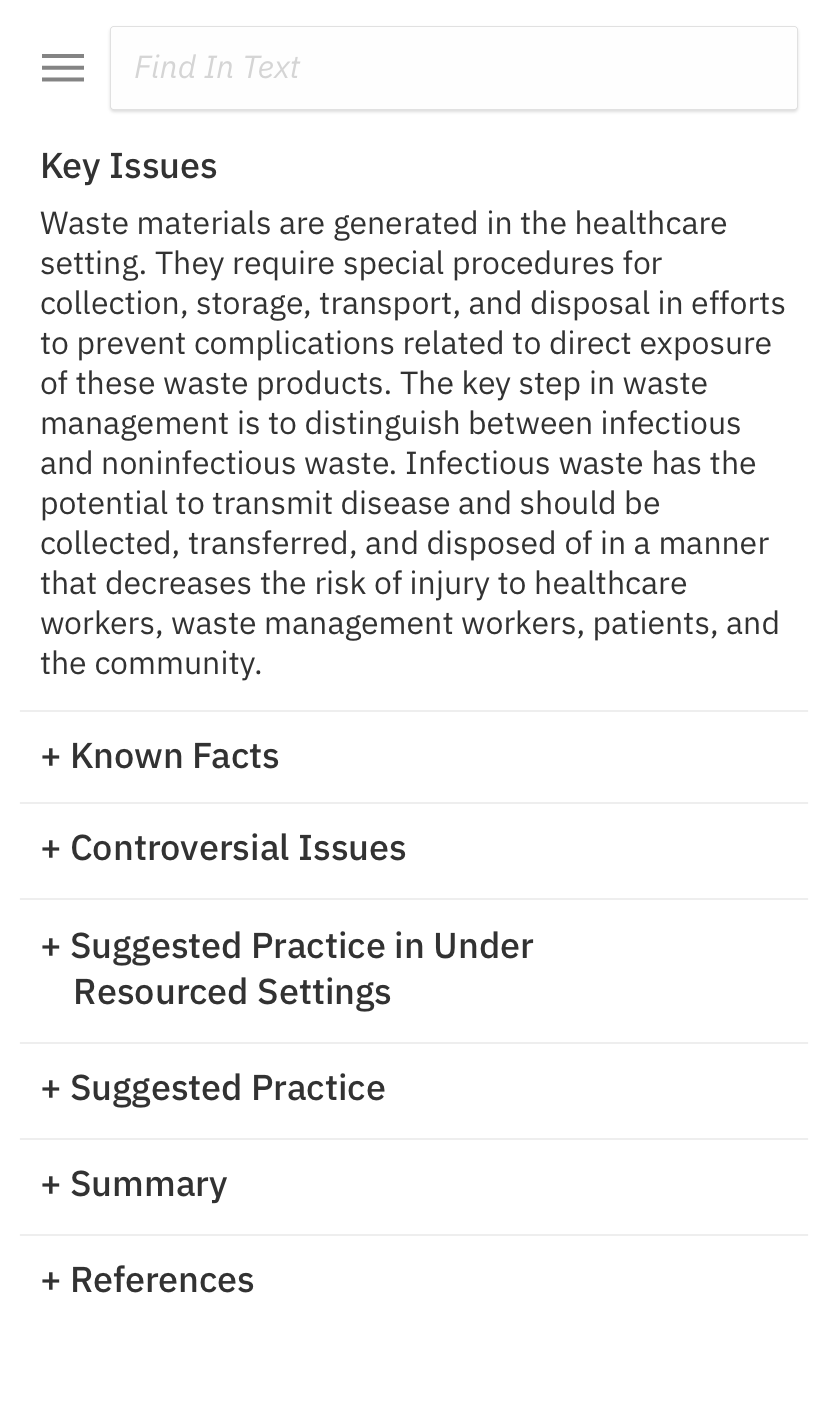 Find In Text
Key Issues
Waste materials are generated in the healthcare
setting. They require special procedures for
collection, storage, transport, and disposal in efforts
to prevent complications related to direct exposure
of these waste products. The key step in waste
management is to distinguish between infectious
and noninfectious waste. Infectious waste has the
potential to transmit disease and should be
collected, transferred, and disposed of in a manner
that decreases the risk of injury to healthcare
workers, waste management workers, patients, and
the community.
+ Known Facts
+ Controversial Issues
+ Suggested Practice in Under
Resourced Settings
+ Suggested Practice
+ Summary
+ References